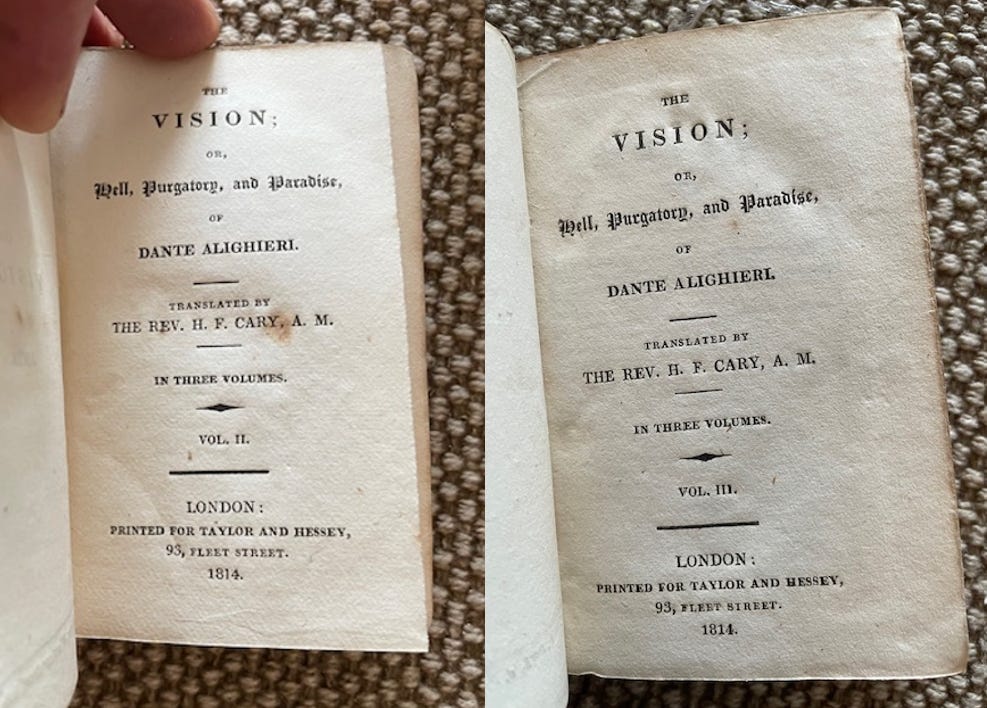 THE
VISION;
OR,
Hell, Purgatory, and Paradise,
OF
DANTE ALIGHIERI.
TRANSLATED BY
THE REV. H. F. CARY, A. M.
IN THREE VOLUMES.
VOL. II.
LONDON:
PRINTED FOR TAYLOR AND HESSEY,
93, FLEET STREET.
1814.
THE
VISION;
OR,
Hell, Purgatory, and Paradise,
OF
DANTE ALIGHIERI.
TRANSLATED BY
THE REV. H. F. CARY, A. M.
IN THREE VOLUMES.
VOL. III.
LONDON:
PRINTED FOR TAYLOR AND HESSEY,
93, FLEET STREET.
1814.